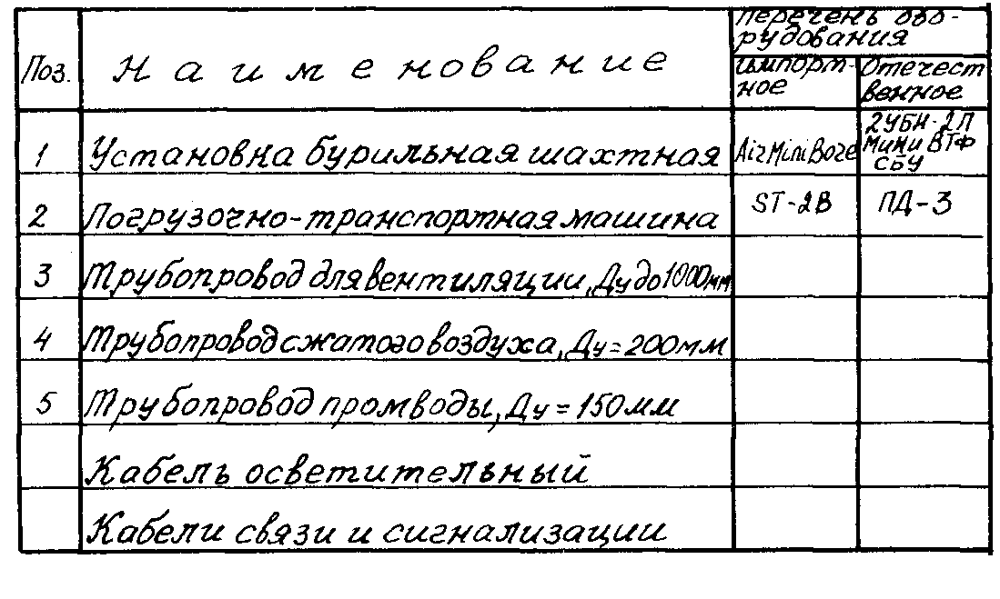 Перечень обо-
рудования
Поз. Наименование
импорт-
ное
Отечест
венное
1 Установка бурильная шахтная AirMiniBore
2УБН-2П
Мини ВТФ
СБУ
2 Погрузочно-транспортная машина ST-2B ПД-3
3 Трубопровод для вентиляции, Ду до 1000мм
4 Трубопровод сжатого воздуха, Ду=200мм
5 Трубопровод промводы, Ду=150мм
Кабель осветительный
Кабели связи и сигнализации